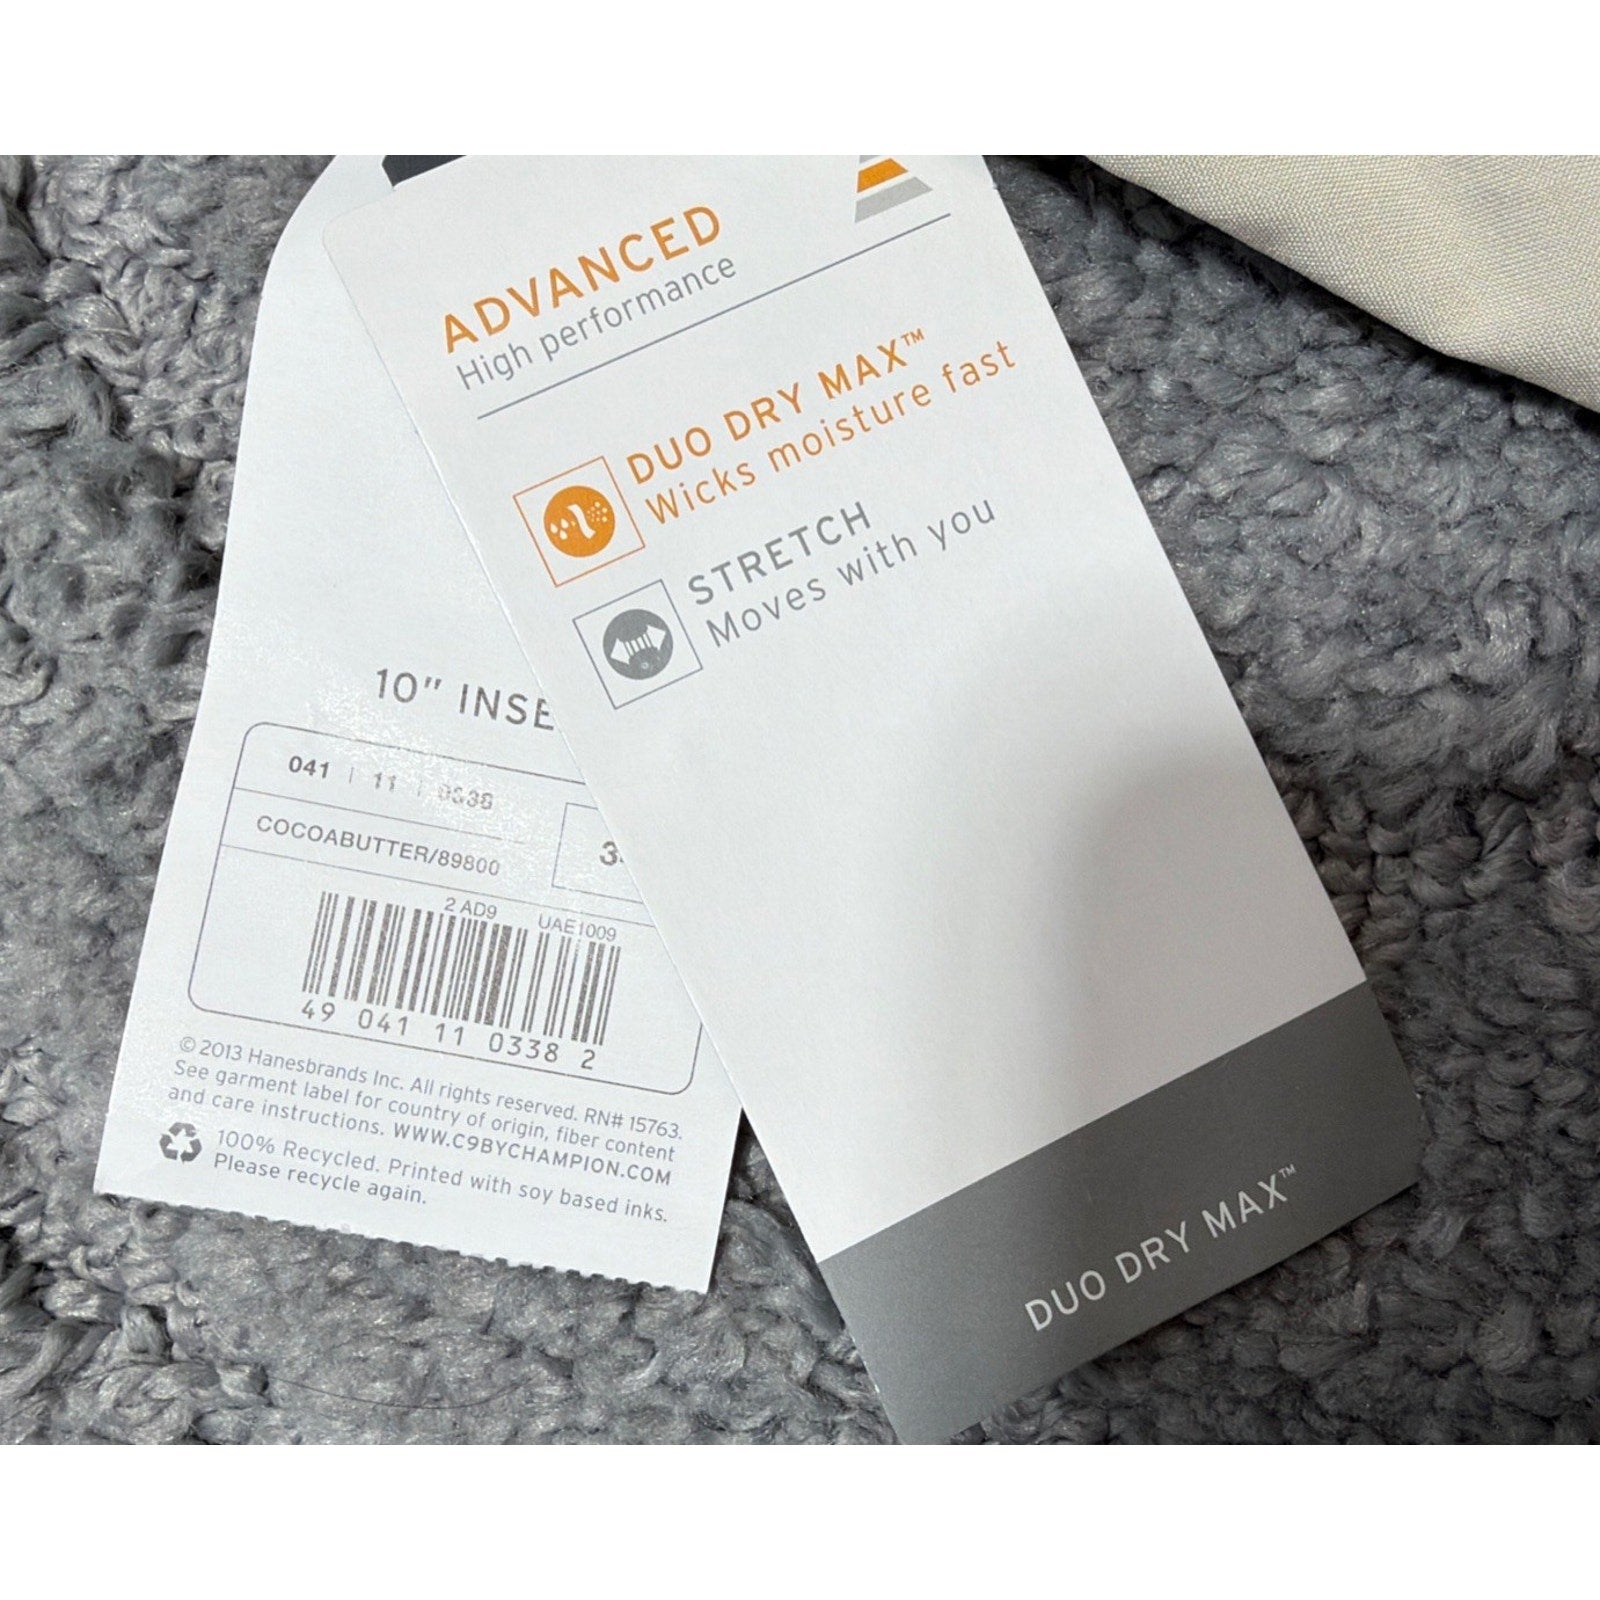 ADVANCED
High performance
DUO DRY MAX™
Wicks moisture fast
STRETCH
Moves with you
DUO DRY MAX™
10"
041 | 11 | 0338
COCOABUTTER/89800
2 AD9 UAE1009
49 041 11 0338 2
© 2013 Hanesbrands Inc. All rights reserved. RN# 15763.
See garment label for country of origin, fiber content
and care instructions. WWW.C9BYCHAMPION.COM
100% Recycled. Printed with soy based inks.
Please recycle again.